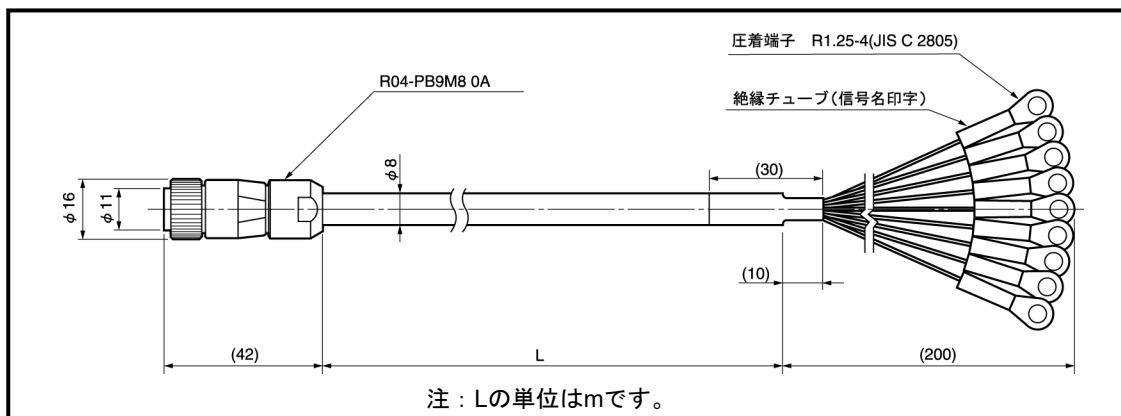 圧着端子 R1.25-4(JIS C 2805)
R04-PB9M8 0A
絶縁チューブ(信号名印字)
φ8
(30)
φ16
φ11
(10)
(42)
L
(200)
注：Lの単位はmです。